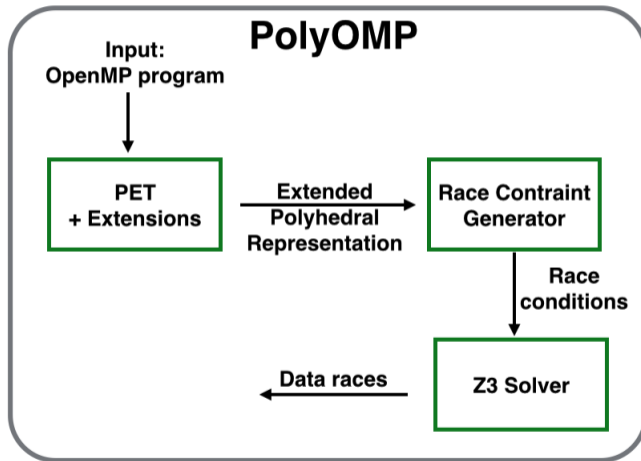 PolyOMP
Input:
OpenMP program
PET
+ Extensions
Extended
Polyhedral
Representation
Race Contraint
Generator
Race
conditions
Z3 Solver
Data races